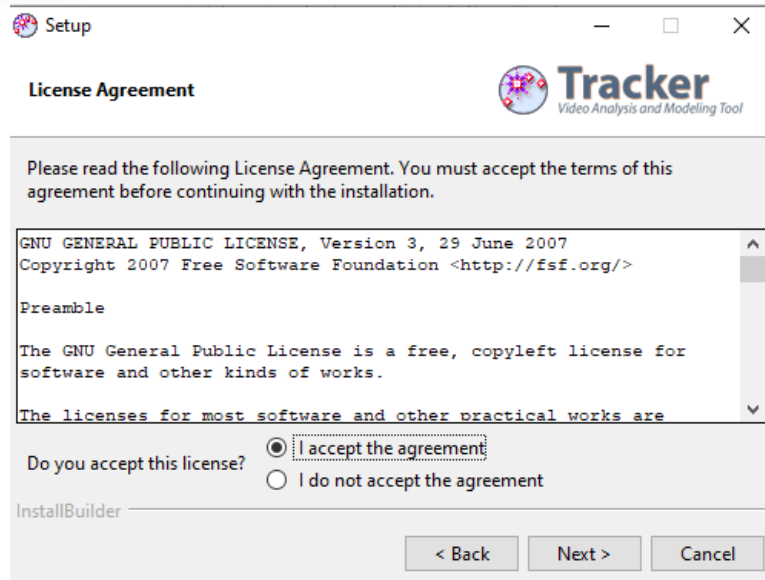 Setup
License Agreement
Tracker
Video Analysis and Modeling Tool
Please read the following License Agreement. You must accept the terms of this
agreement before continuing with the installation.
GNU GENERAL PUBLIC LICENSE, Version 3, 29 June 2007
Copyright 2007 Free Software Foundation <http://fsf.org/>
Preamble
The GNU General Public License is a free, copyleft license for
software and other kinds of works.
The licenses for most software and other practical works are
Do you accept this license?
I accept the agreement
I do not accept the agreement
InstallBuilder
< Back Next > Cancel